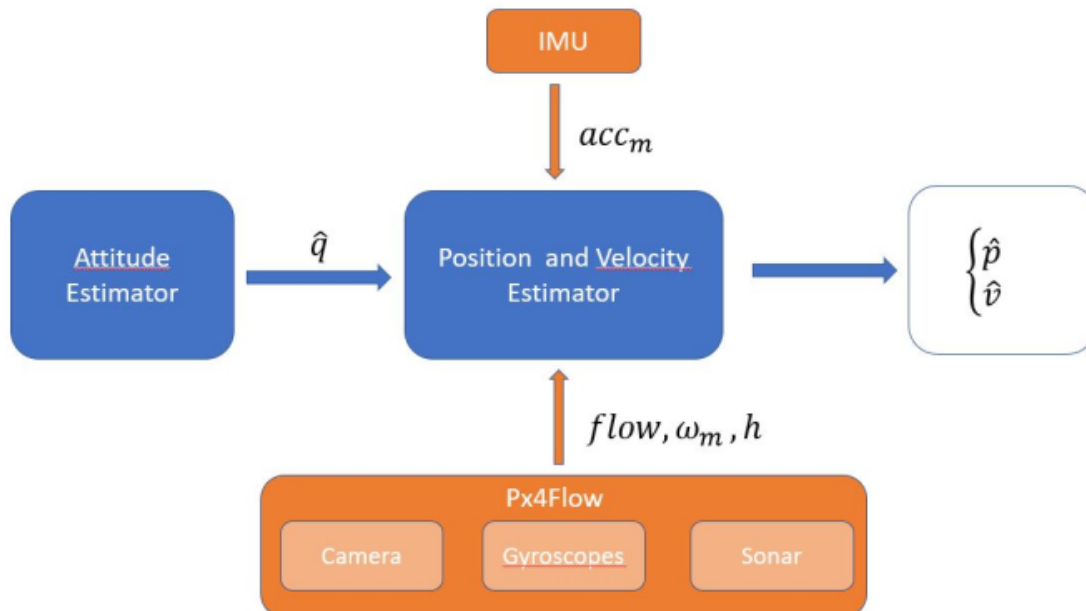 IMU
acc_m
Attitude
Estimator
q̂
Position and Velocity
Estimator
{p̂
v̂
flow, ω_m, h
Px4Flow
Camera
Gyroscopes
Sonar